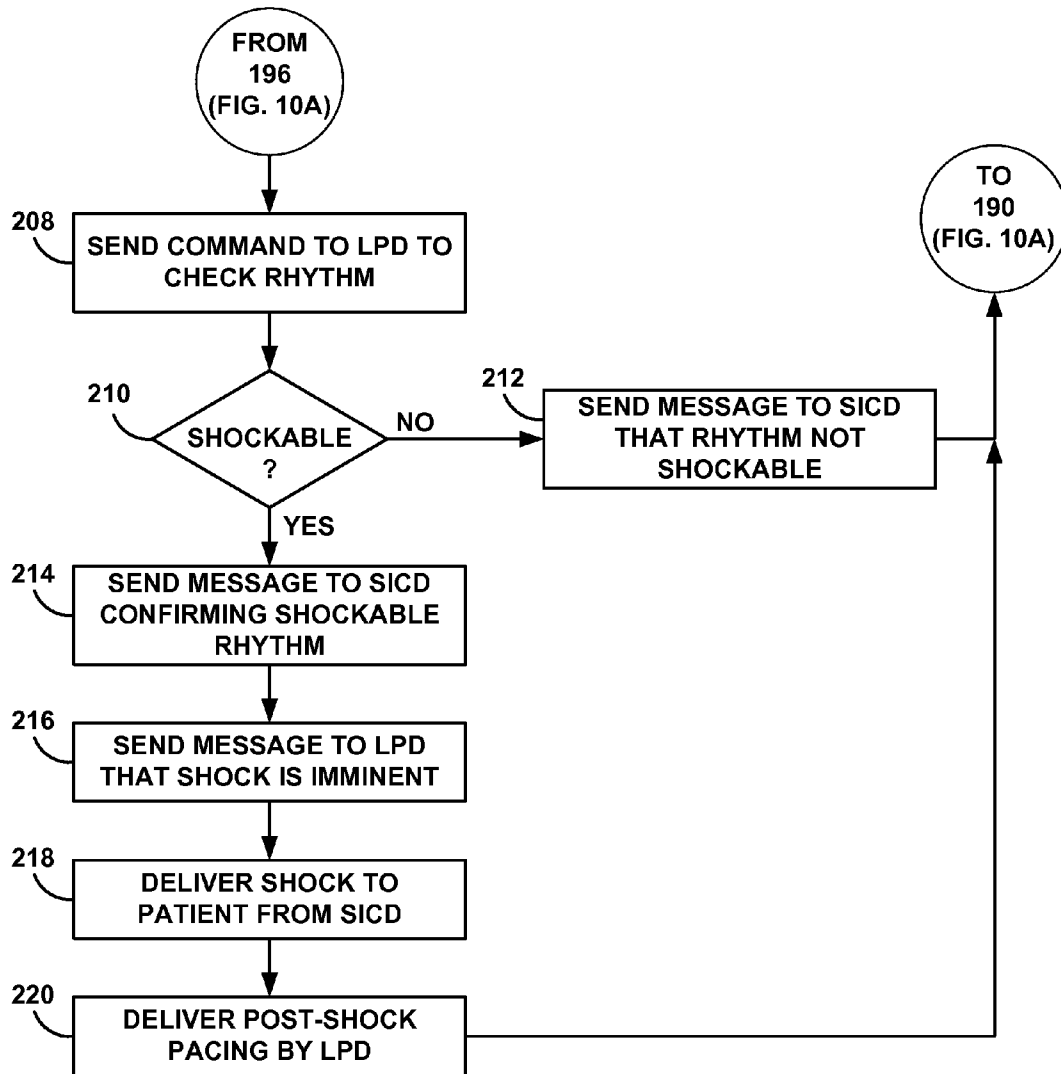 FROM
196
(FIG. 10A)
TO
190
(FIG. 10A)
208
SEND COMMAND TO LPD TO
CHECK RHYTHM
210
SHOCKABLE
?
NO
YES
212
SEND MESSAGE TO SICD
THAT RHYTHM NOT
SHOCKABLE
214
SEND MESSAGE TO SICD
CONFIRMING SHOCKABLE
RHYTHM
216
SEND MESSAGE TO LPD
THAT SHOCK IS IMMINENT
218
DELIVER SHOCK TO
PATIENT FROM SICD
220
DELIVER POST-SHOCK
PACING BY LPD